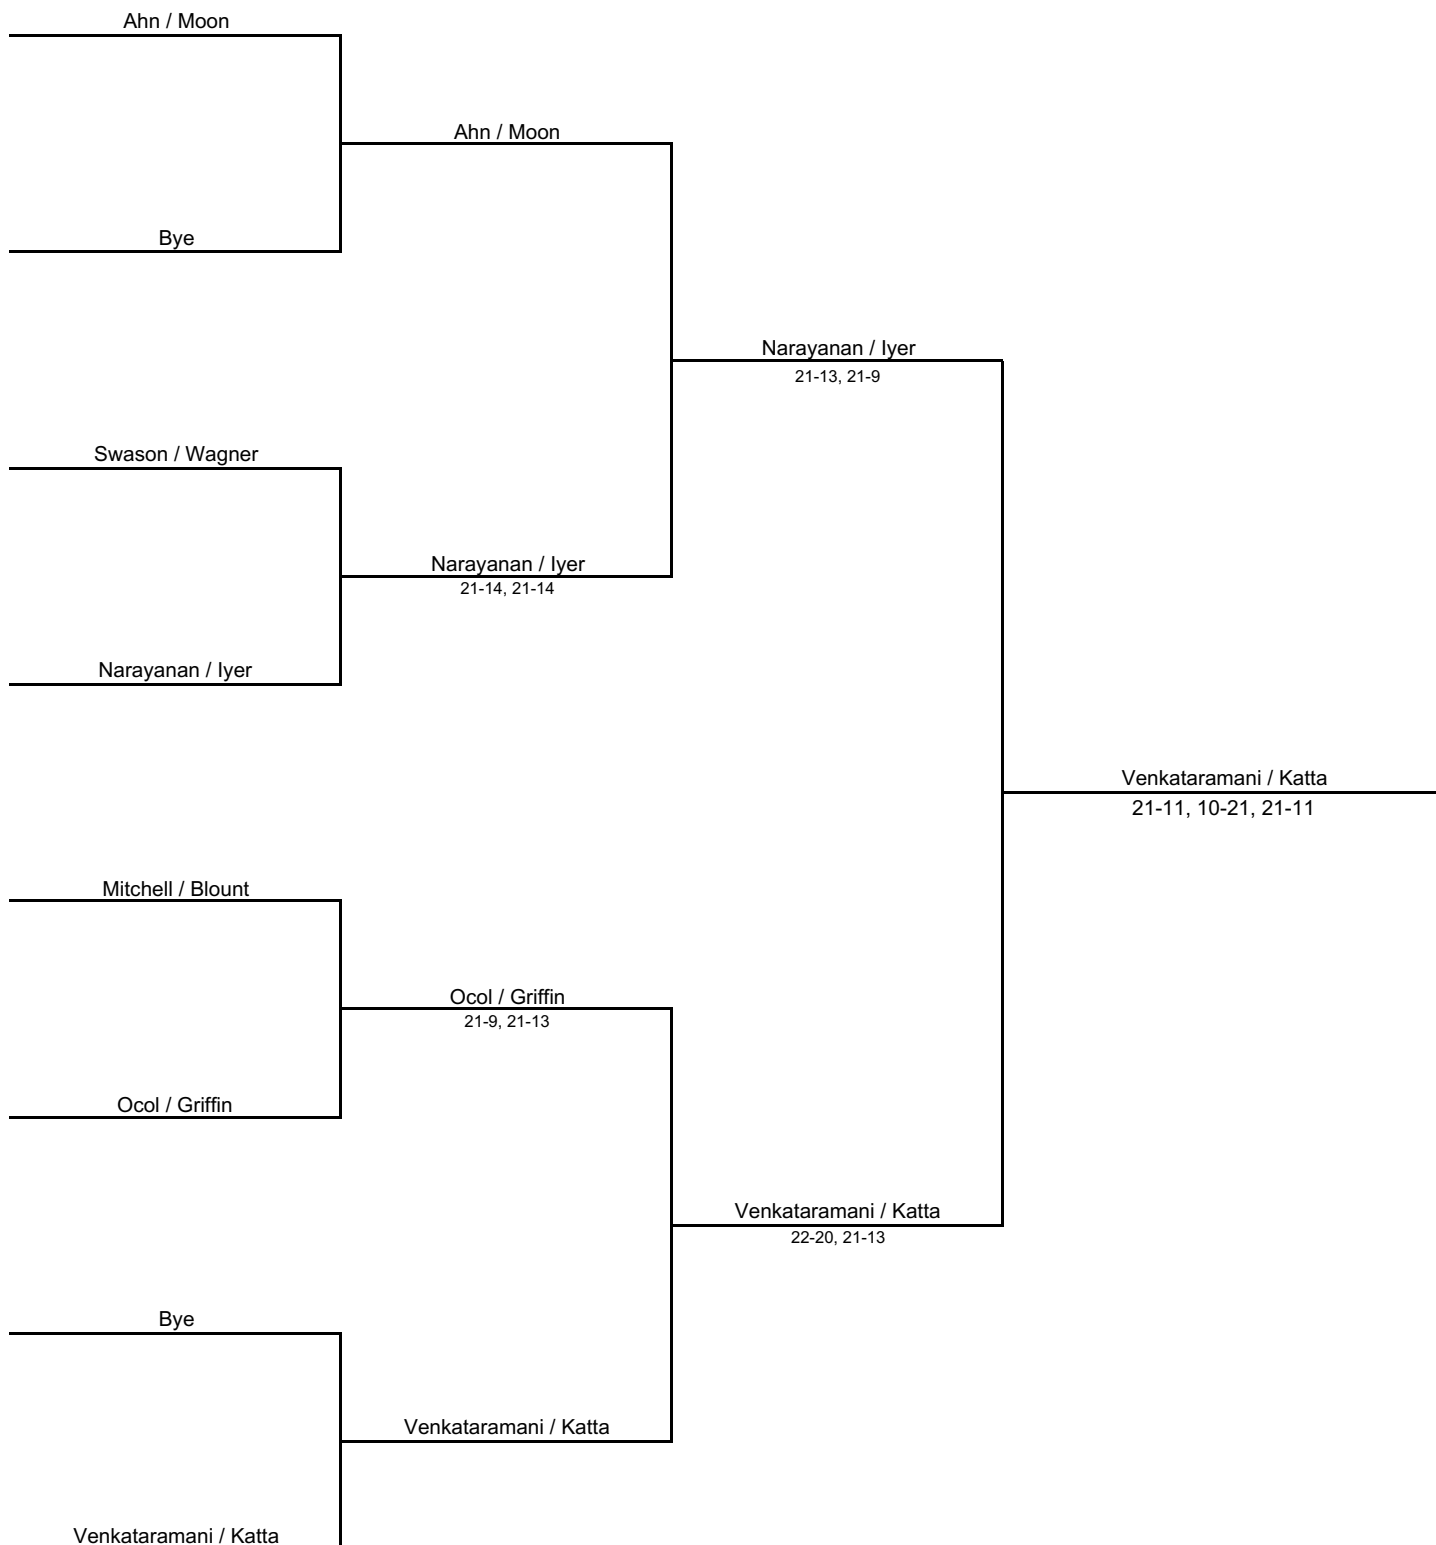 Ahn / Moon
Ahn / Moon
Bye
Narayanan / Iyer
21-13, 21-9
Swason / Wagner
Narayanan / Iyer
21-14, 21-14
Narayanan / Iyer
Venkataramani / Katta
21-11, 10-21, 21-11
Mitchell / Blount
Ocol / Griffin
21-9, 21-13
Ocol / Griffin
Venkataramani / Katta
22-20, 21-13
Bye
Venkataramani / Katta
Venkataramani / Katta